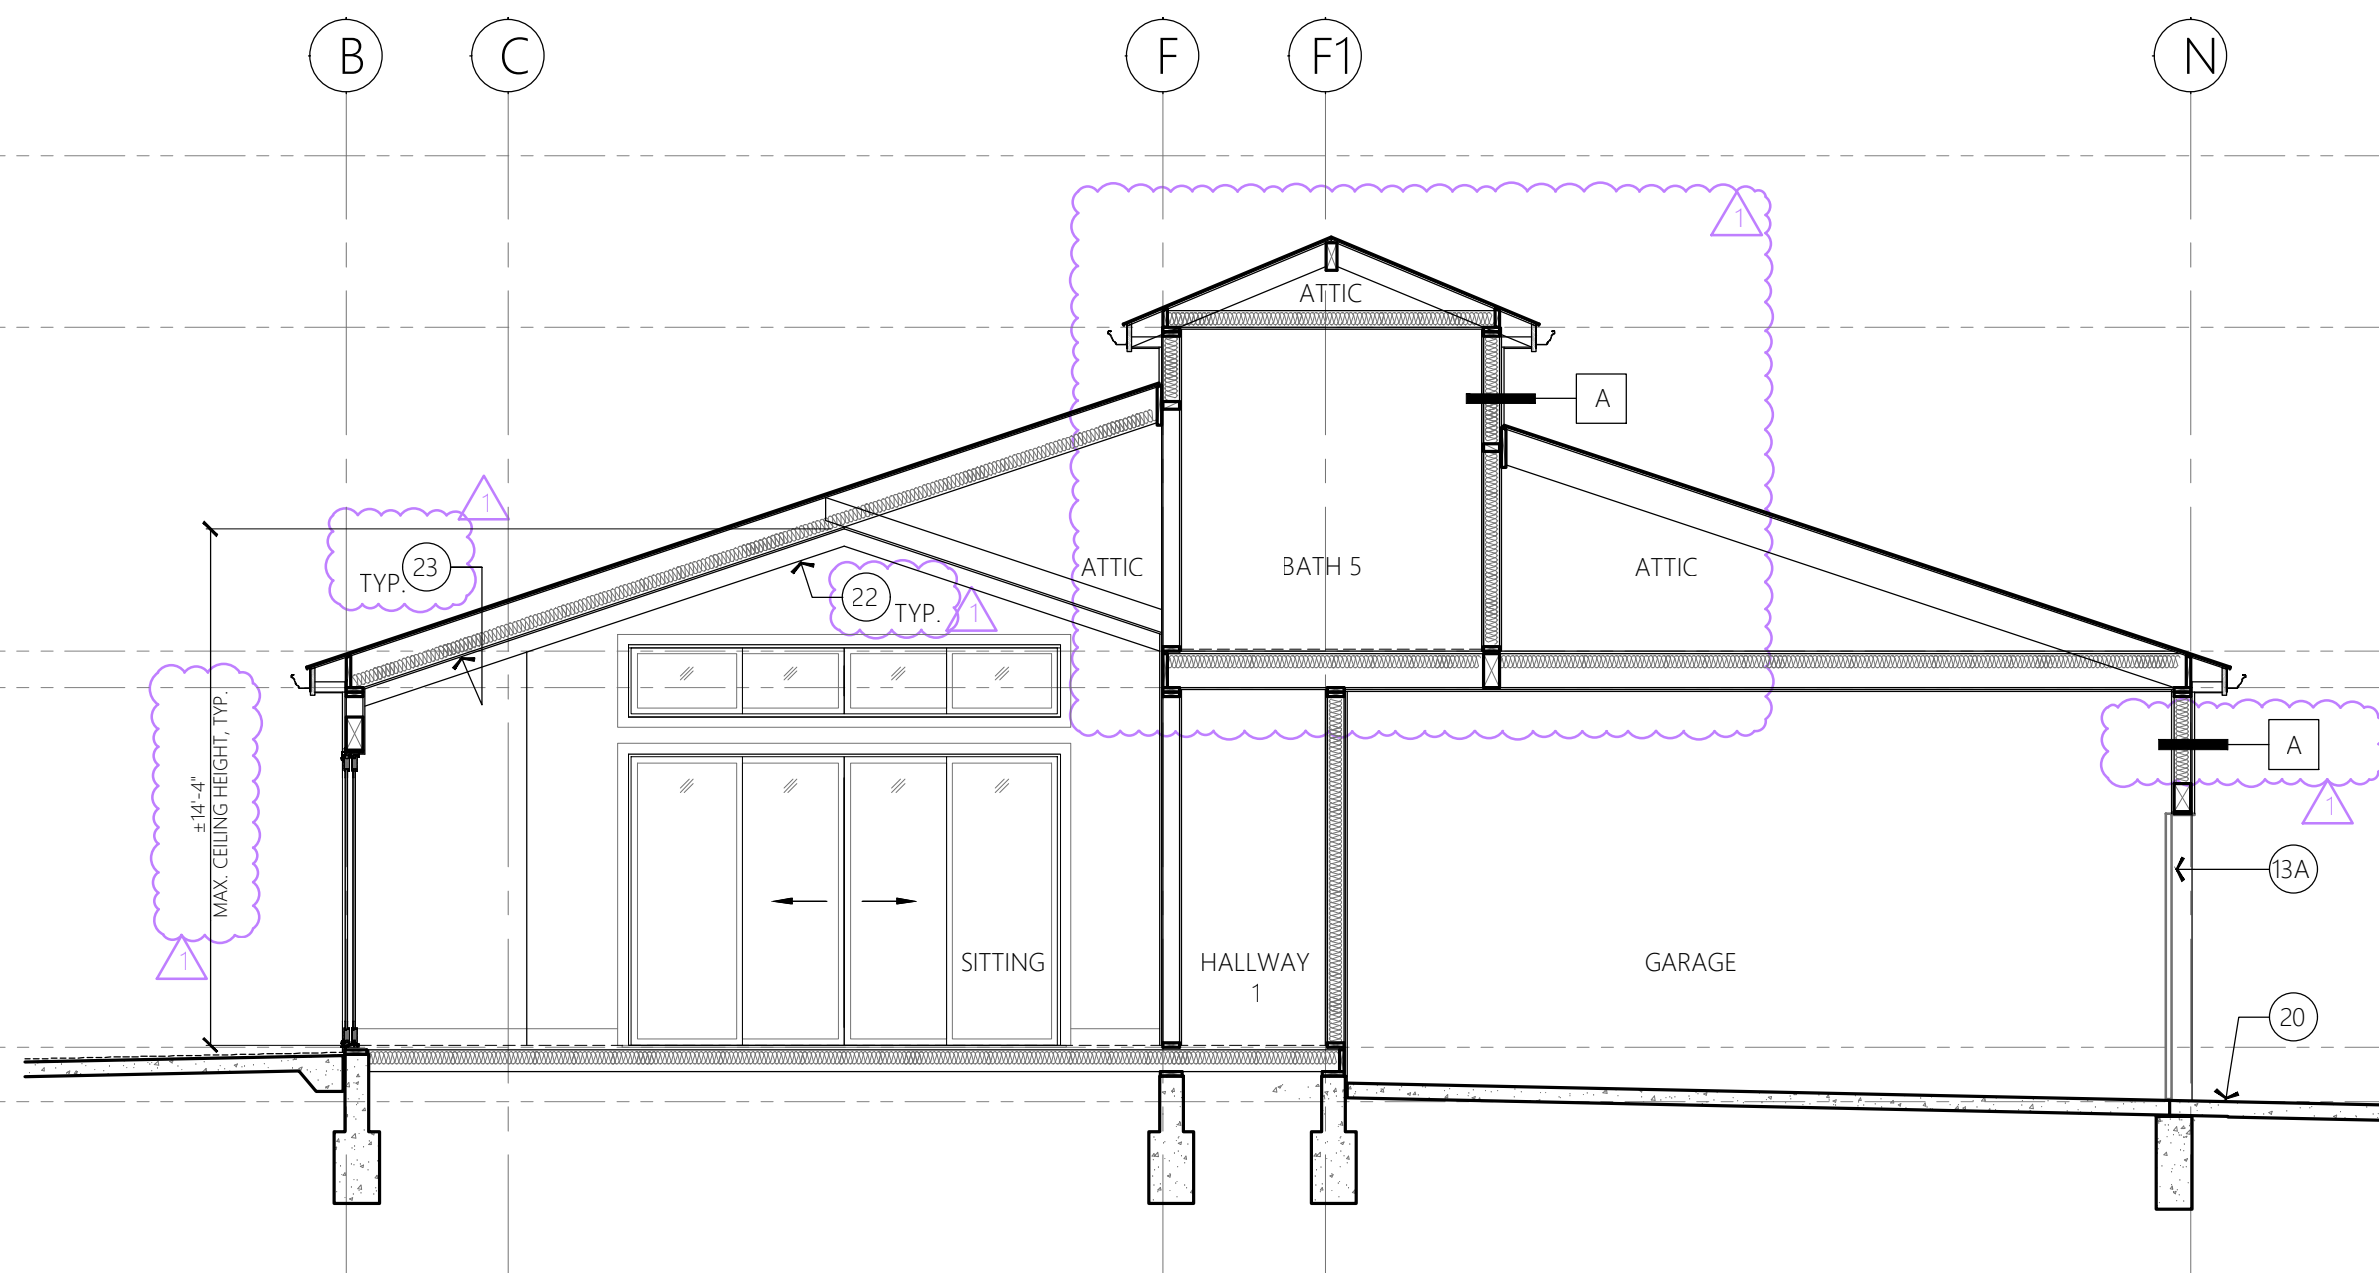 B
C
F
F1
N
1
ATTIC
A
1
TYP.
23
ATTIC
BATH 5
ATTIC
22
TYP.
1
±14'-4"
MAX. CEILING HEIGHT, TYP.
A
1
13A
1
SITTING
HALLWAY
1
GARAGE
20